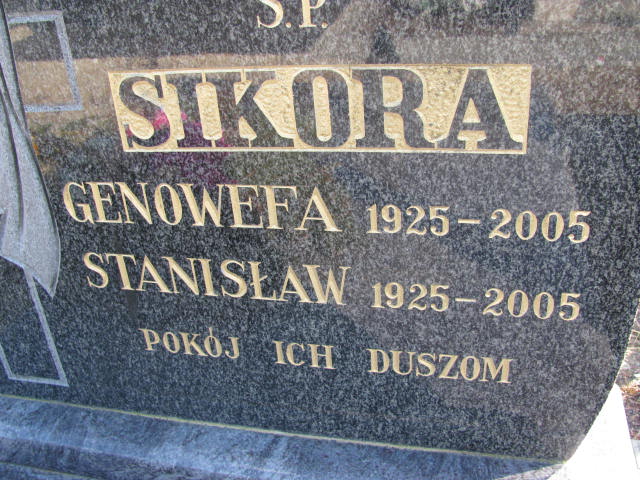 S.P.
SIKORA
GENOWEFA 1925-2005
STANISŁAW 1925-2005
POKÓJ ICH DUSZOM